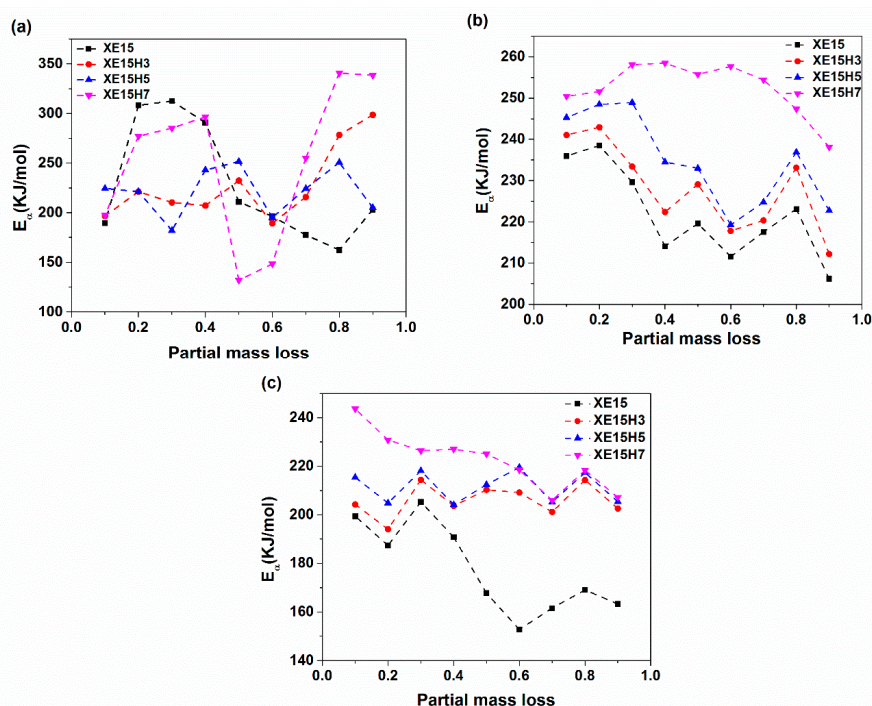 (a)
XE15
XE15H3
XE15H5
XE15H7
350
300
250
200
150
100
Eα(KJ/mol)
0.0 0.2 0.4 0.6 0.8 1.0
Partial mass loss
(b)
XE15
XE15H3
XE15H5
XE15H7
260
250
240
230
220
210
200
Eα(KJ/mol)
0.0 0.2 0.4 0.6 0.8 1.0
Partial mass loss
(c)
XE15
XE15H3
XE15H5
XE15H7
240
220
200
180
160
140
Eα(KJ/mol)
0.0 0.2 0.4 0.6 0.8 1.0
Partial mass loss